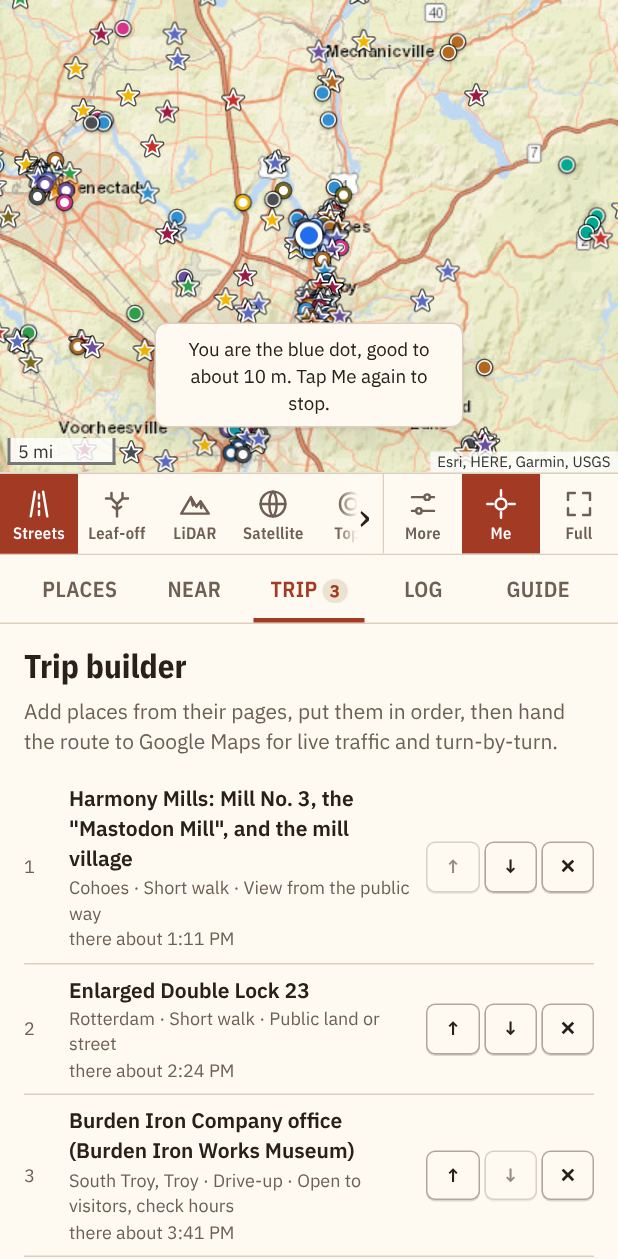 40
Mechanicville
7
enectad
es
oy
You are the blue dot, good to
about 10 m. Tap Me again to
stop.
Voorheesville
d
5 mi
Esri, HERE, Garmin, USGS
Streets
Leaf-off
LiDAR
Satellite
Top
More
Me
Full
PLACES
NEAR
TRIP 3
LOG
GUIDE
Trip builder
Add places from their pages, put them in order, then hand
the route to Google Maps for live traffic and turn-by-turn.
Harmony Mills: Mill No. 3, the
"Mastodon Mill", and the mill
village
1
↑ ↓ ✕
Cohoes · Short walk · View from the public
way
there about 1:11 PM
Enlarged Double Lock 23
2
↑ ↓ ✕
Rotterdam · Short walk · Public land or
street
there about 2:24 PM
Burden Iron Company office
(Burden Iron Works Museum)
3
↑ ↓ ✕
South Troy, Troy · Drive-up · Open to
visitors, check hours
there about 3:41 PM